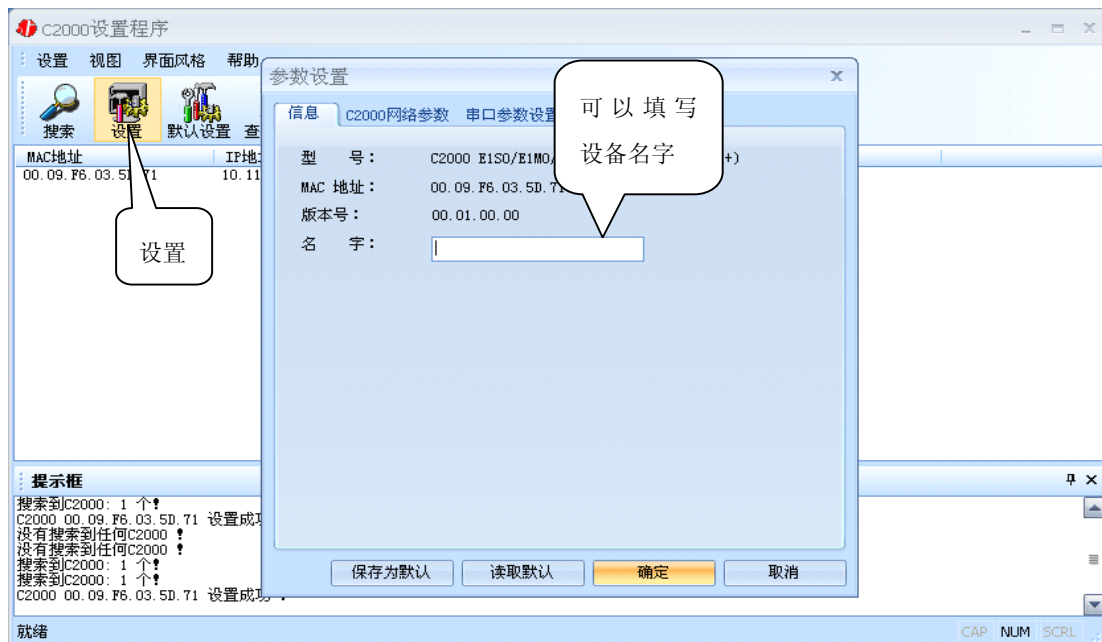 C2000设置程序
设置 视图 界面风格 帮助
搜索 设置 默认设置 查
MAC地址 IP地
00.09.F6.03.5D.71 10.11
设置
参数设置
信息 C2000网络参数 串口参数设置
可以填写
设备名字
型 号： C2000 E1S0/E1M0/ +)
MAC 地址： 00.09.F6.03.5D.71
版本号： 00.01.00.00
名 字：
保存为默认 读取默认 确定 取消
提示框
搜索到C2000: 1 个!
C2000 00.09.F6.03.5D.71 设置成功
没有搜索到任何C2000 !
没有搜索到任何C2000 !
搜索到C2000: 1 个!
搜索到C2000: 1 个!
C2000 00.09.F6.03.5D.71 设置成功 !
就绪 CAP NUM SCRL